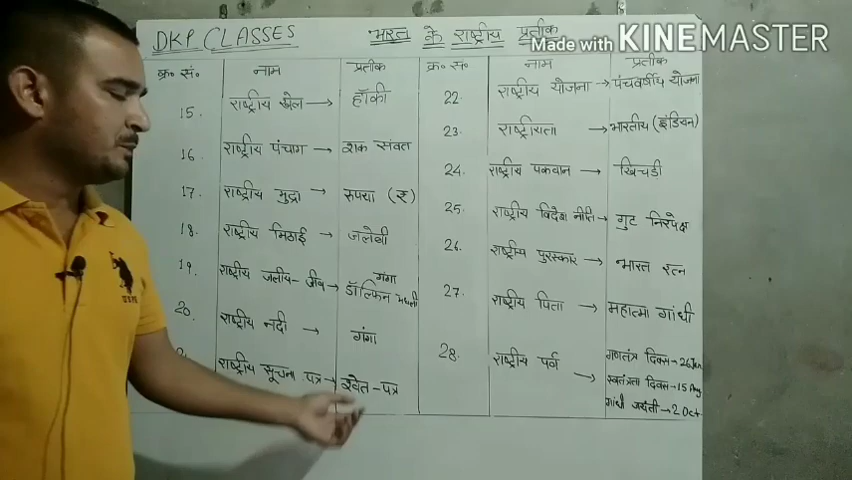 DKP CLASSES
भारत के राष्ट्रीय प्रतीक
Made with KINEMASTER
क्र० सं० नाम प्रतीक
15. राष्ट्रीय खेल → हॉकी
16. राष्ट्रीय पंचाग → शक संवत
17. राष्ट्रीय मुद्रा → रुपया (₹)
18. राष्ट्रीय मिठाई → जलेबी
19. राष्ट्रीय जलीय-जीव → गंगा
डॉल्फिन मछली
20. राष्ट्रीय नदी → गंगा
राष्ट्रीय सूचना पत्र → श्वेत-पत्र
क्र० सं० नाम प्रतीक
22. राष्ट्रीय योजना → पंचवर्षीय योजना
23. राष्ट्रीयता → भारतीय (इंडियन)
24. राष्ट्रीय पकवान → खिचडी
25. राष्ट्रीय विदेश नीति → गुट निरपेक्ष
26. राष्ट्रीय पुरस्कार → भारत रत्न
27. राष्ट्रीय पिता → महात्मा गांधी
28. राष्ट्रीय पर्व → गणतंत्र दिवस → 26 Jan
स्वतंत्रता दिवस → 15 Aug
गांधी जयंती → 2 Oct.